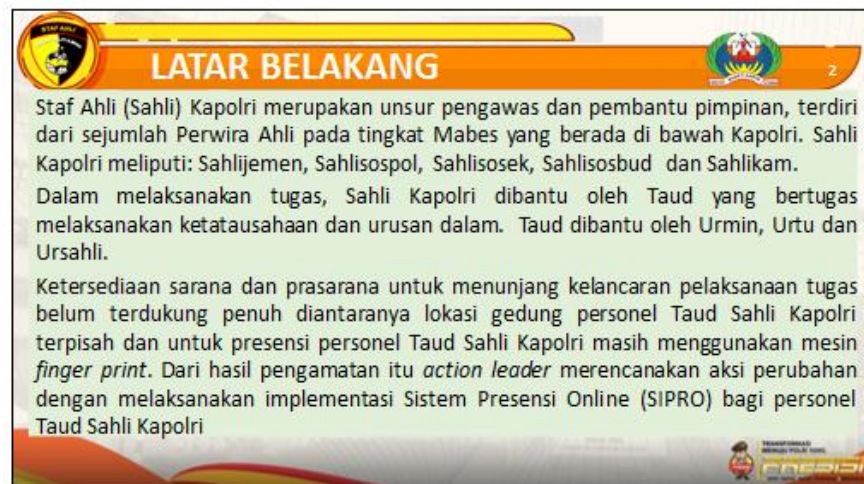 STAF AHLI
LATAR BELAKANG
2
Staf Ahli (Sahli) Kapolri merupakan unsur pengawas dan pembantu pimpinan, terdiri
dari sejumlah Perwira Ahli pada tingkat Mabes yang berada di bawah Kapolri. Sahli
Kapolri meliputi: Sahlijemen, Sahlisospol, Sahlisosek, Sahlisosbud dan Sahlikam.
Dalam melaksanakan tugas, Sahli Kapolri dibantu oleh Taud yang bertugas
melaksanakan ketatausahaan dan urusan dalam. Taud dibantu oleh Urmin, Urtu dan
Ursahli.
Ketersediaan sarana dan prasarana untuk menunjang kelancaran pelaksanaan tugas
belum terdukung penuh diantaranya lokasi gedung personel Taud Sahli Kapolri
terpisah dan untuk presensi personel Taud Sahli Kapolri masih menggunakan mesin
finger print. Dari hasil pengamatan itu action leader merencanakan aksi perubahan
dengan melaksanakan implementasi Sistem Presensi Online (SIPRO) bagi personel
Taud Sahli Kapolri
TRANSFORMASI
MENUJU POLRI YANG
PRESISI